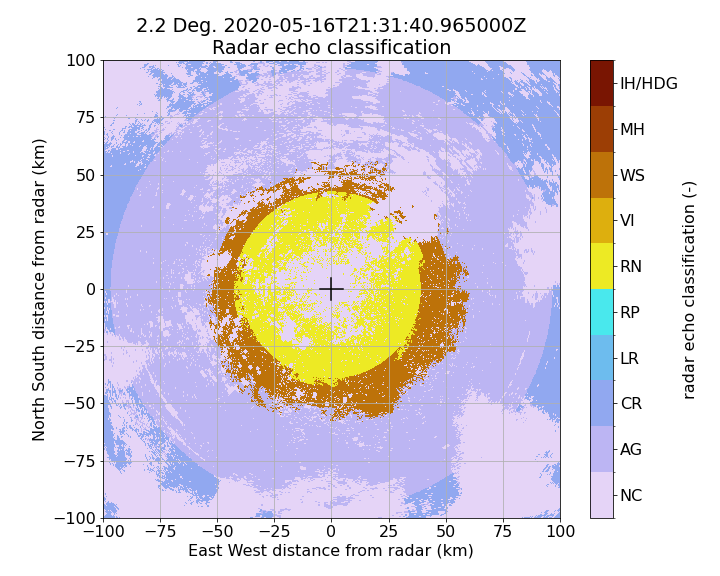 2.2 Deg. 2020-05-16T21:31:40.965000Z
Radar echo classification
100
75
50
25
0
−25
−50
−75
−100
North South distance from radar (km)
−100 −75 −50 −25 0 25 50 75 100
East West distance from radar (km)
IH/HDG
MH
WS
VI
RN
RP
LR
CR
AG
NC
radar echo classification (-)